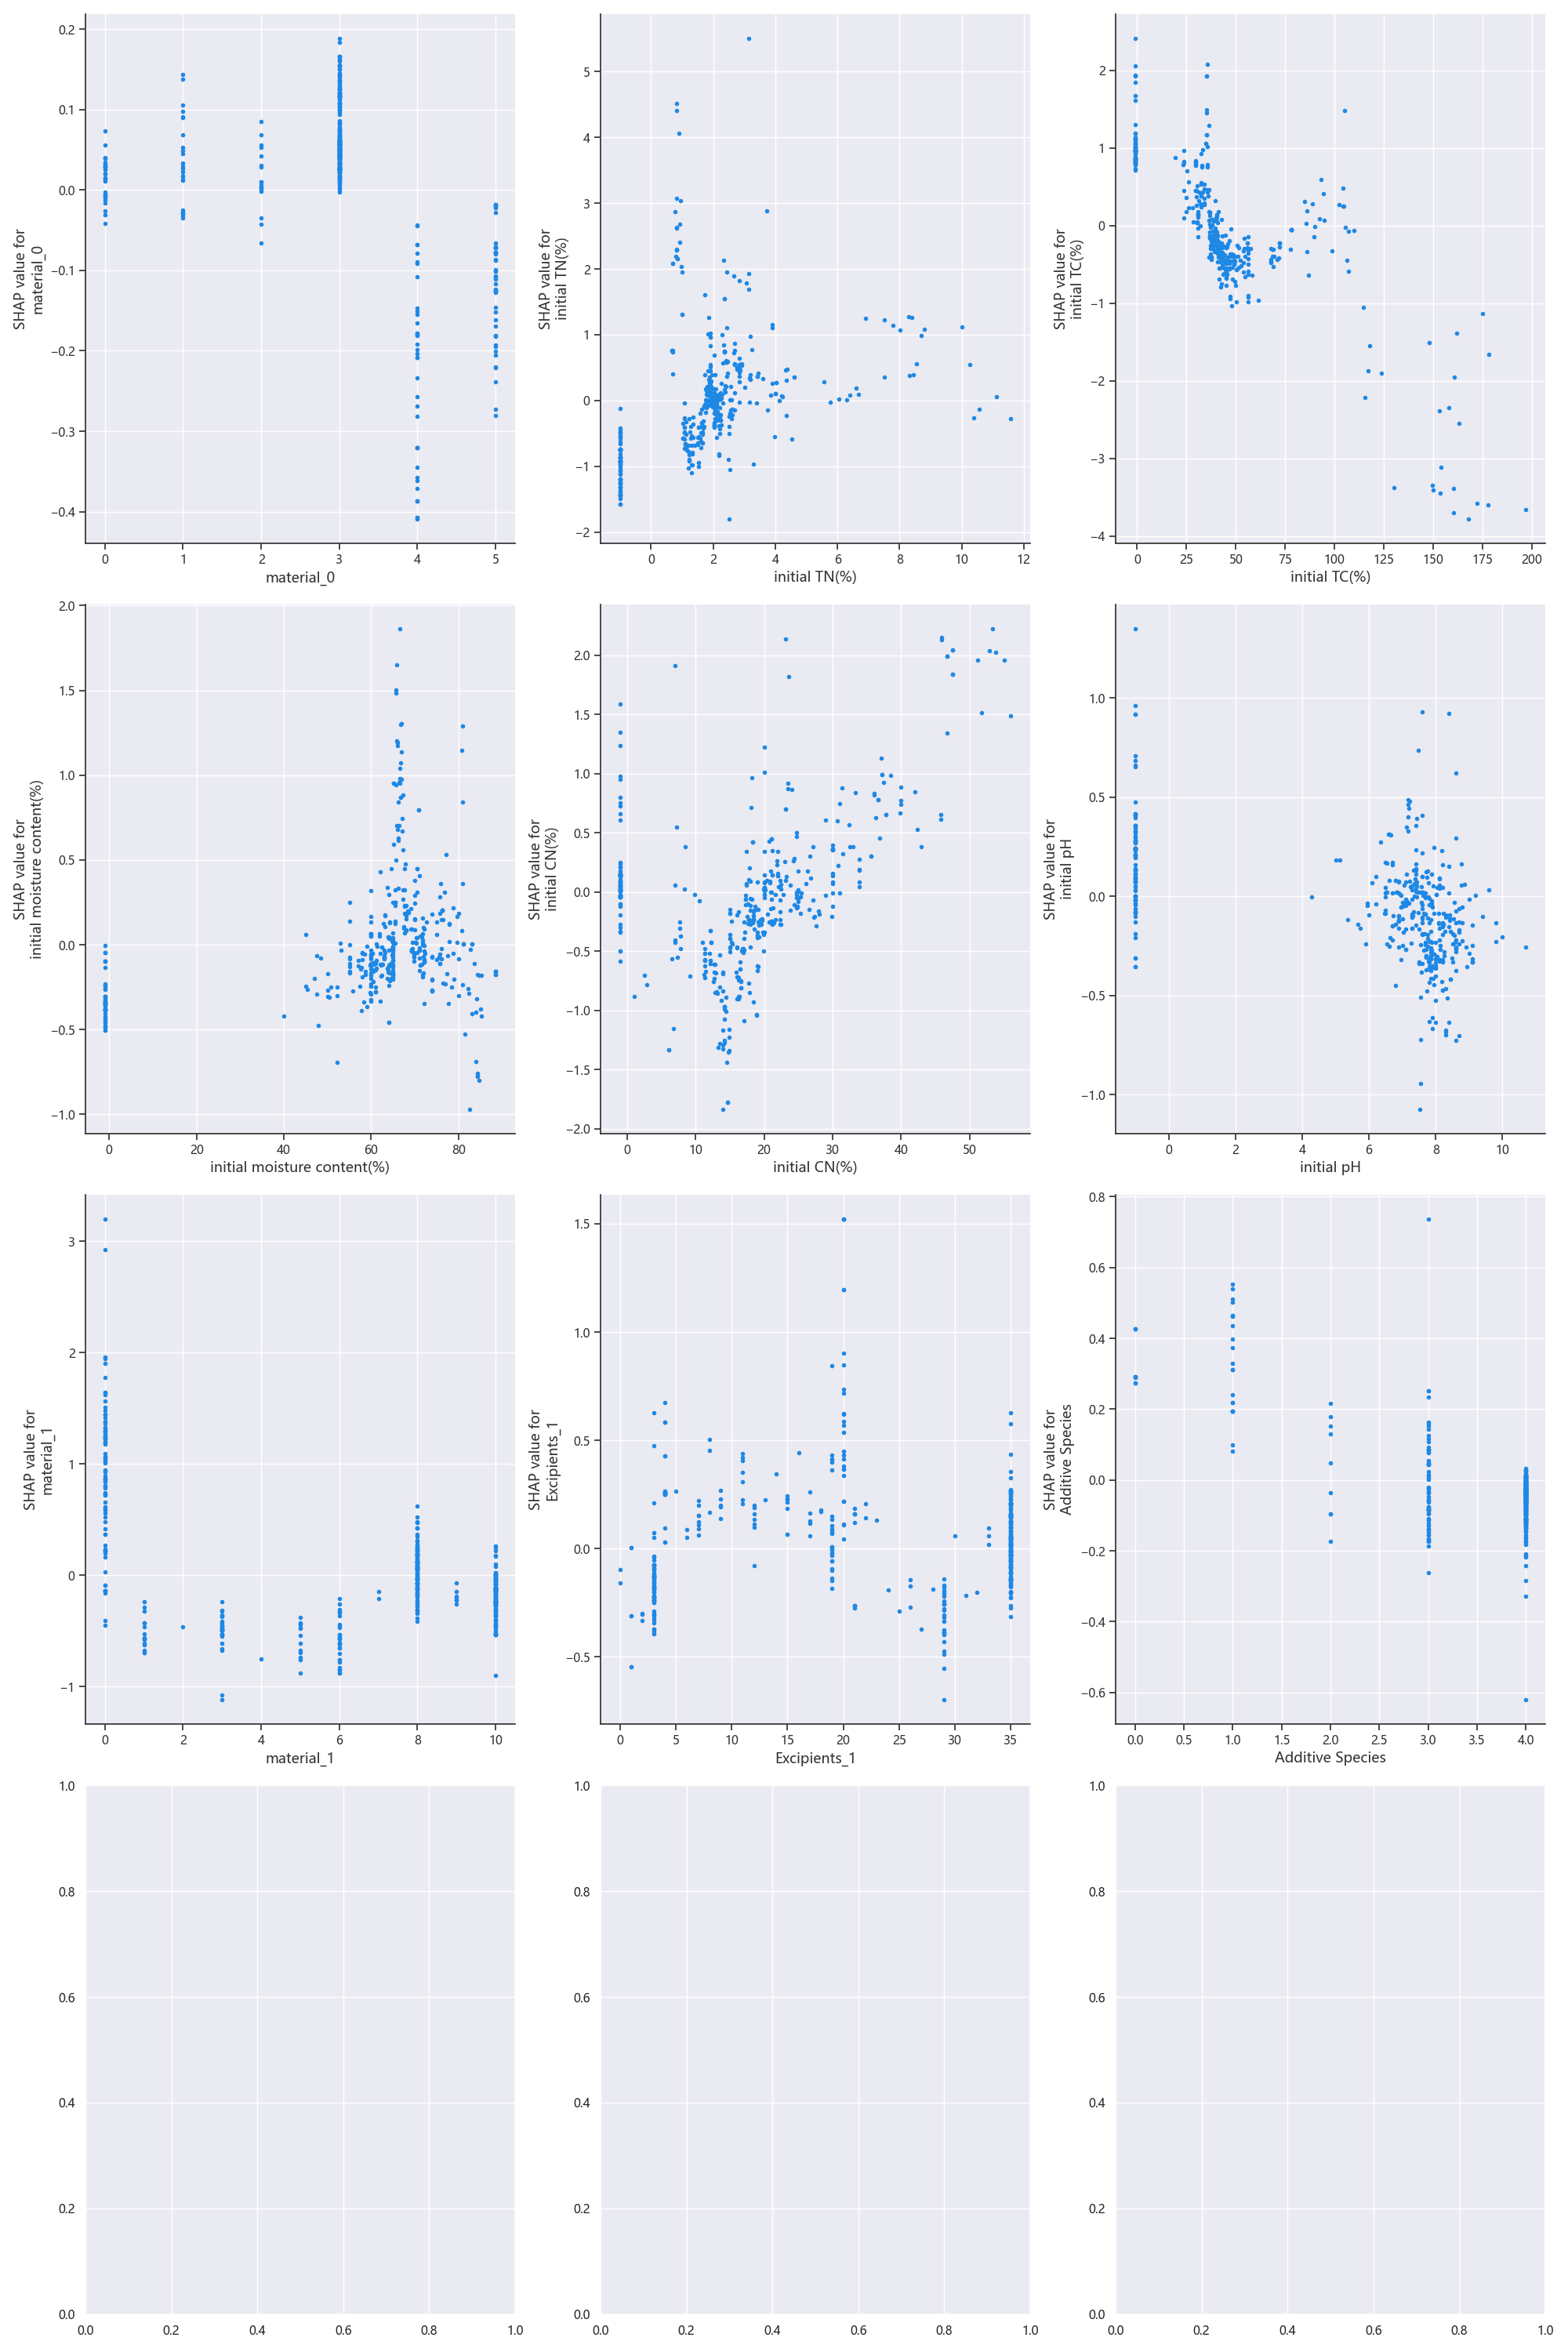 0.2
0.1
0.0
−0.1
−0.2
−0.3
−0.4
SHAP value for
material_0
0 1 2 3 4 5
material_0
5
4
3
2
1
0
−1
−2
SHAP value for
initial TN(%)
0 2 4 6 8 10 12
initial TN(%)
2
1
0
−1
−2
−3
−4
SHAP value for
initial TC(%)
0 25 50 75 100 125 150 175 200
initial TC(%)
2.0
1.5
1.0
0.5
0.0
−0.5
−1.0
SHAP value for
initial moisture content(%)
0 20 40 60 80
initial moisture content(%)
2.0
1.5
1.0
0.5
0.0
−0.5
−1.0
−1.5
−2.0
SHAP value for
initial CN(%)
0 10 20 30 40 50
initial CN(%)
1.0
0.5
0.0
−0.5
−1.0
SHAP value for
initial pH
0 2 4 6 8 10
initial pH
3
2
1
0
−1
SHAP value for
material_1
0 2 4 6 8 10
material_1
1.5
1.0
0.5
0.0
−0.5
SHAP value for
Excipients_1
0 5 10 15 20 25 30 35
Excipients_1
0.8
0.6
0.4
0.2
0.0
−0.2
−0.4
−0.6
SHAP value for
Additive Species
0.0 0.5 1.0 1.5 2.0 2.5 3.0 3.5 4.0
Additive Species
1.0
0.8
0.6
0.4
0.2
0.0
0.0 0.2 0.4 0.6 0.8 1.0
1.0
0.8
0.6
0.4
0.2
0.0
0.0 0.2 0.4 0.6 0.8 1.0
1.0
0.8
0.6
0.4
0.2
0.0
0.0 0.2 0.4 0.6 0.8 1.0